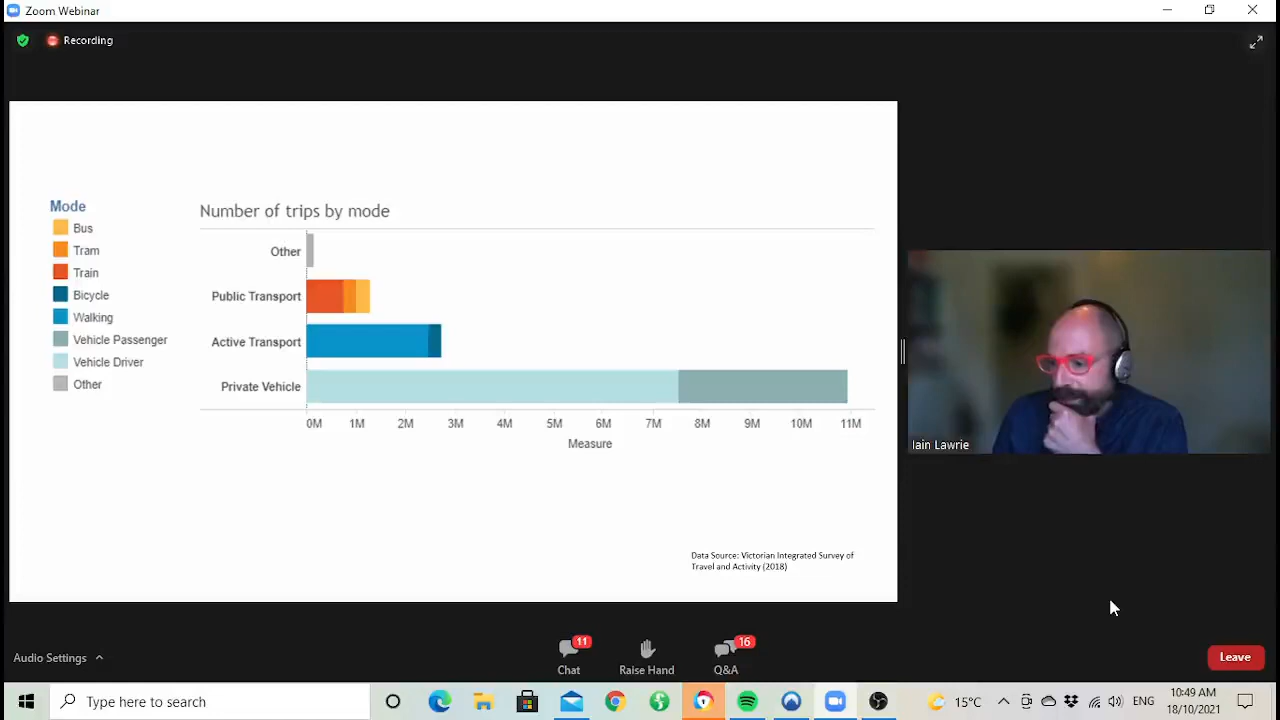 Zoom Webinar
Recording
Mode
Bus
Tram
Train
Bicycle
Walking
Vehicle Passenger
Vehicle Driver
Other
Number of trips by mode
Other
Public Transport
Active Transport
Private Vehicle
0M 1M 2M 3M 4M 5M 6M 7M 8M 9M 10M 11M
Measure
Data Source: Victorian Integrated Survey of
Travel and Activity (2018)
Iain Lawrie
Audio Settings
11
Chat
Raise Hand
16
Q&A
Leave
Type here to search
15°C
ENG
10:49 AM
18/10/2021